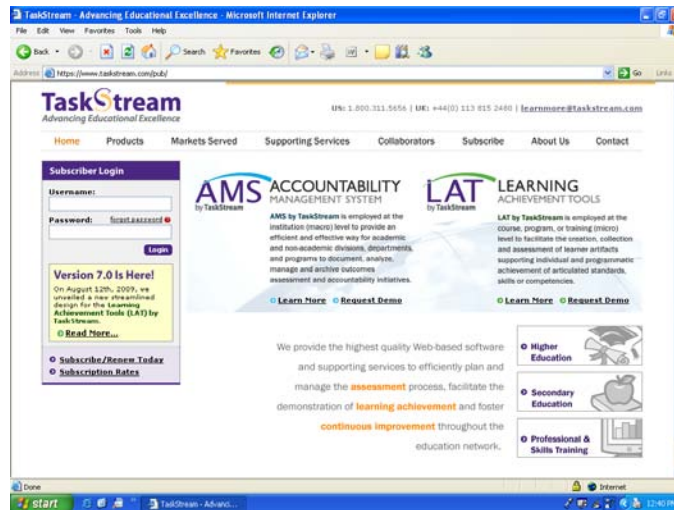 TaskStream - Advancing Educational Excellence - Microsoft Internet Explorer
File Edit View Favorites Tools Help
Back Search Favorites
Address https://www.taskstream.com/pub/ Go Links
TaskStream
Advancing Educational Excellence
US: 1.800.311.5656 | UK: +44(0) 113 815 2480 | learnmore@taskstream.com
Home Products Markets Served Supporting Services Collaborators Subscribe About Us Contact
Subscriber Login
Username:
Password: forgot password
Login
Version 7.0 Is Here!
On August 12th, 2009, we
unveiled a new streamlined
design for the Learning
Achievement Tools (LAT) by
TaskStream.
Read More...
Subscribe/Renew Today
Subscription Rates
AMS
by TaskStream
ACCOUNTABILITY
MANAGEMENT SYSTEM
AMS by TaskStream is employed at the
institution (macro) level to provide an
efficient and effective way for academic
and non-academic divisions, departments,
and programs to document, analyze,
manage and archive outcomes
assessment and accountability initiatives.
Learn More Request Demo
LAT
by TaskStream
LEARNING
ACHIEVEMENT TOOLS
LAT by TaskStream is employed at the
course, program, or training (micro)
level to facilitate the creation, collection
and assessment of learner artifacts
supporting individual and programmatic
achievement of articulated standards,
skills or competencies.
Learn More Request Demo
We provide the highest quality Web-based software
and supporting services to efficiently plan and
manage the assessment process, facilitate the
demonstration of learning achievement and foster
continuous improvement throughout the
education network.
Higher
Education
Secondary
Education
Professional &
Skills Training
Done Internet
start TaskStream - Advanci... 12:40 PM